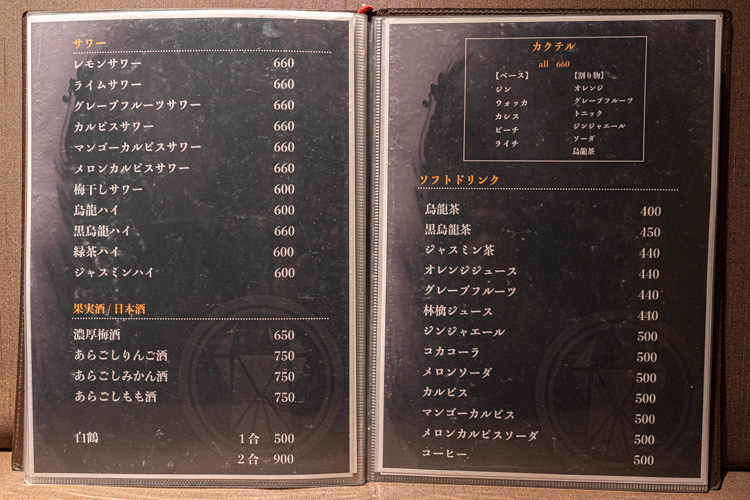 サワー
レモンサワー 660
ライムサワー 660
グレープフルーツサワー 660
カルピスサワー 660
マンゴーカルピスサワー 660
メロンカルピスサワー 660
梅干しサワー 600
烏龍ハイ 600
黒烏龍ハイ 660
緑茶ハイ 600
ジャスミンハイ 600
果実酒/日本酒
濃厚梅酒 650
あらごしりんご酒 750
あらごしみかん酒 750
あらごしもも酒 750
白鶴 1合 500
2合 900
カクテル
all 660
【ベース】 【割り物】
ジン オレンジ
ウォッカ グレープフルーツ
カシス トニック
ピーチ ジンジャエール
ライチ ソーダ
烏龍茶
ソフトドリンク
烏龍茶 400
黒烏龍茶 450
ジャスミン茶 440
オレンジジュース 440
グレープフルーツ 440
林檎ジュース 440
ジンジャエール 500
コカコーラ 500
メロンソーダ 500
カルピス 500
マンゴーカルピス 500
メロンカルピスソーダ 500
コーヒー 500